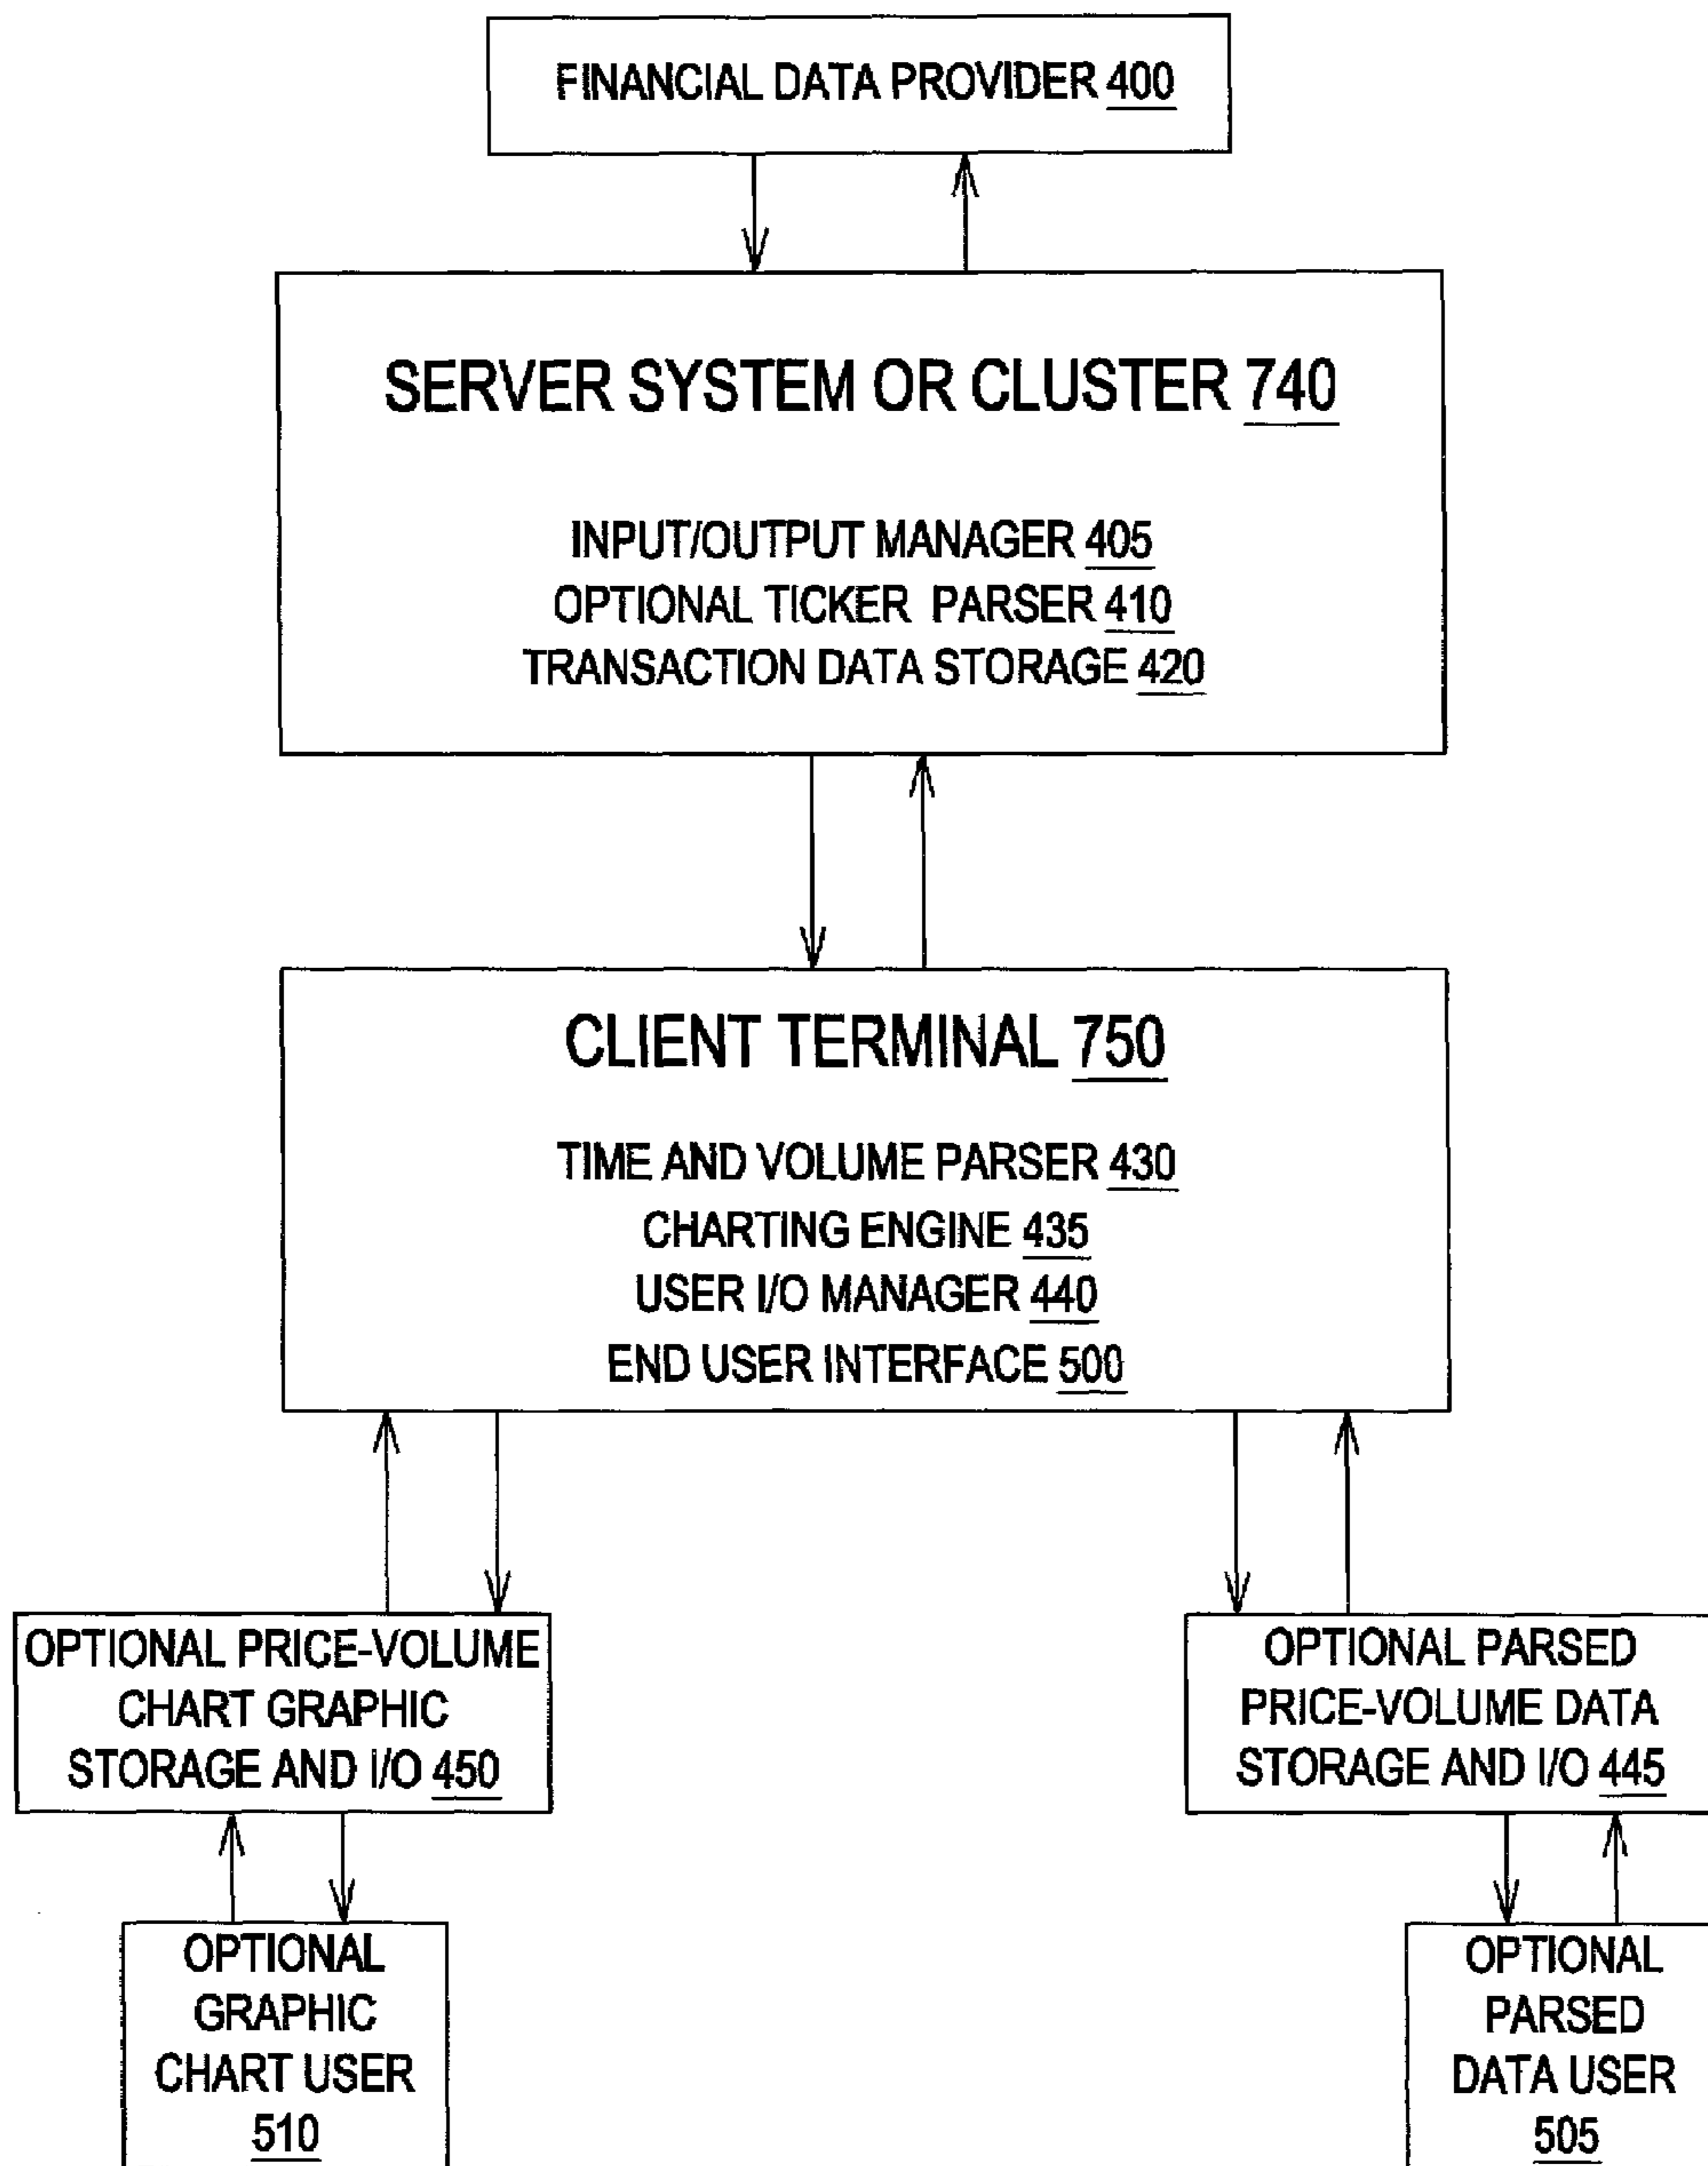 FINANCIAL DATA PROVIDER 400
SERVER SYSTEM OR CLUSTER 740
INPUT/OUTPUT MANAGER 405
OPTIONAL TICKER PARSER 410
TRANSACTION DATA STORAGE 420
CLIENT TERMINAL 750
TIME AND VOLUME PARSER 430
CHARTING ENGINE 435
USER I/O MANAGER 440
END USER INTERFACE 500
OPTIONAL PRICE-VOLUME
CHART GRAPHIC
STORAGE AND I/O 450
OPTIONAL PARSED
PRICE-VOLUME DATA
STORAGE AND I/O 445
OPTIONAL
GRAPHIC
CHART USER
510
OPTIONAL
PARSED
DATA USER
505